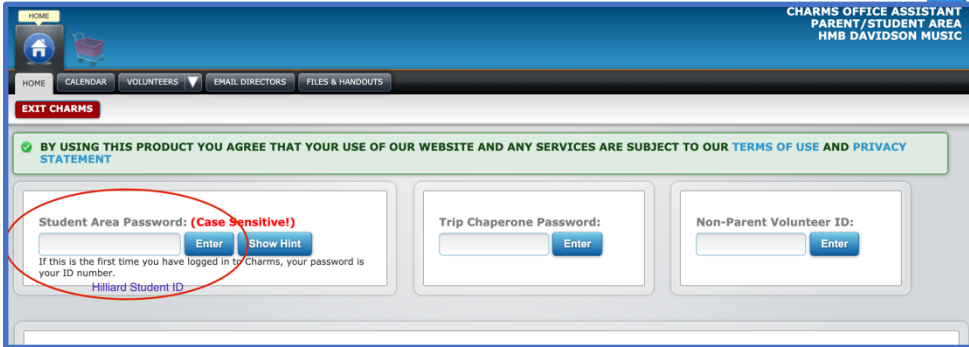 HOME
CHARMS OFFICE ASSISTANT
PARENT/STUDENT AREA
HMB DAVIDSON MUSIC
HOME
CALENDAR
VOLUNTEERS
EMAIL DIRECTORS
FILES & HANDOUTS
EXIT CHARMS
BY USING THIS PRODUCT YOU AGREE THAT YOUR USE OF OUR WEBSITE AND ANY SERVICES ARE SUBJECT TO OUR TERMS OF USE AND PRIVACY
STATEMENT
Student Area Password: (Case Sensitive!)
Enter
Show Hint
If this is the first time you have logged in to Charms, your password is
your ID number.
Hilliard Student ID
Trip Chaperone Password:
Enter
Non-Parent Volunteer ID:
Enter